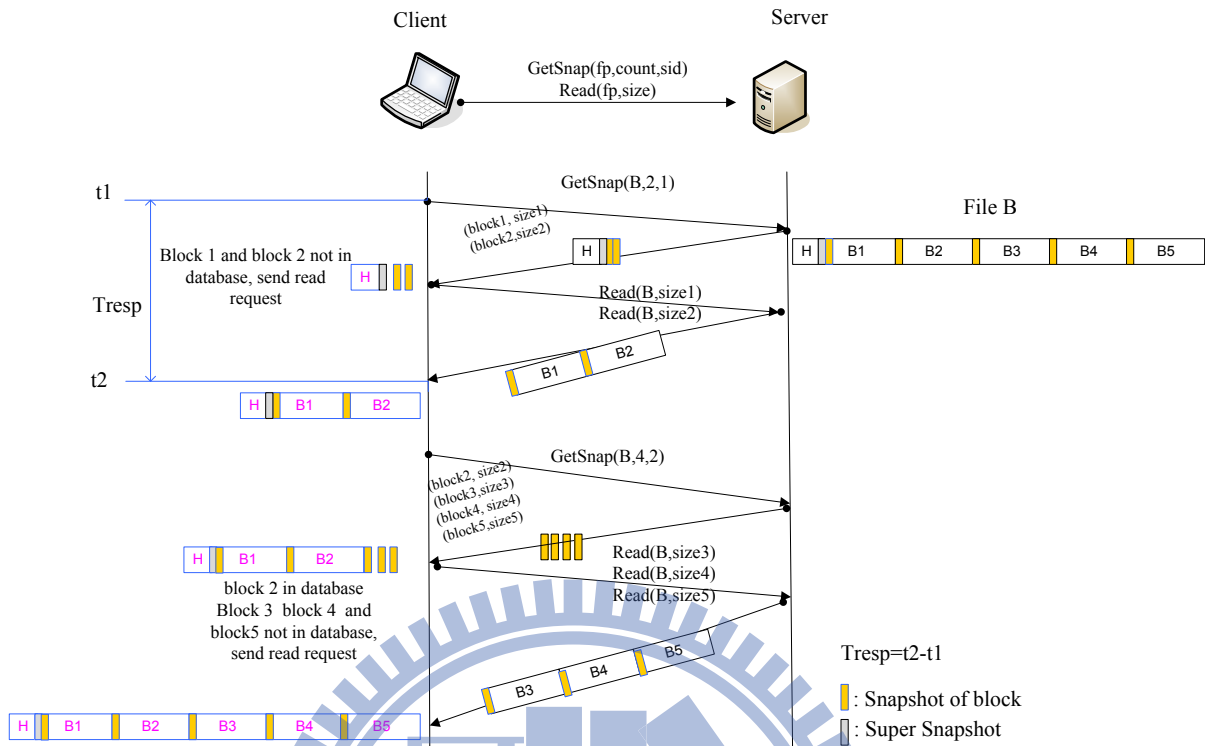 Client
Server
GetSnap(fp,count,sid)
Read(fp,size)
t1
GetSnap(B,2,1)
File B
(block1, size1)
(block2,size2)
H
H B1 B2 B3 B4 B5
Block 1 and block 2 not in
database, send read
request
H
Tresp
Read(B,size1)
Read(B,size2)
B1 B2
t2
H B1 B2
GetSnap(B,4,2)
(block2, size2)
(block3,size3)
(block4, size4)
(block5,size5)
H B1 B2
Read(B,size3)
Read(B,size4)
Read(B,size5)
block 2 in database
Block 3 block 4 and
block5 not in database,
send read request
B3 B4 B5
Tresp=t2-t1
: Snapshot of block
: Super Snapshot
H B1 B2 B3 B4 B5